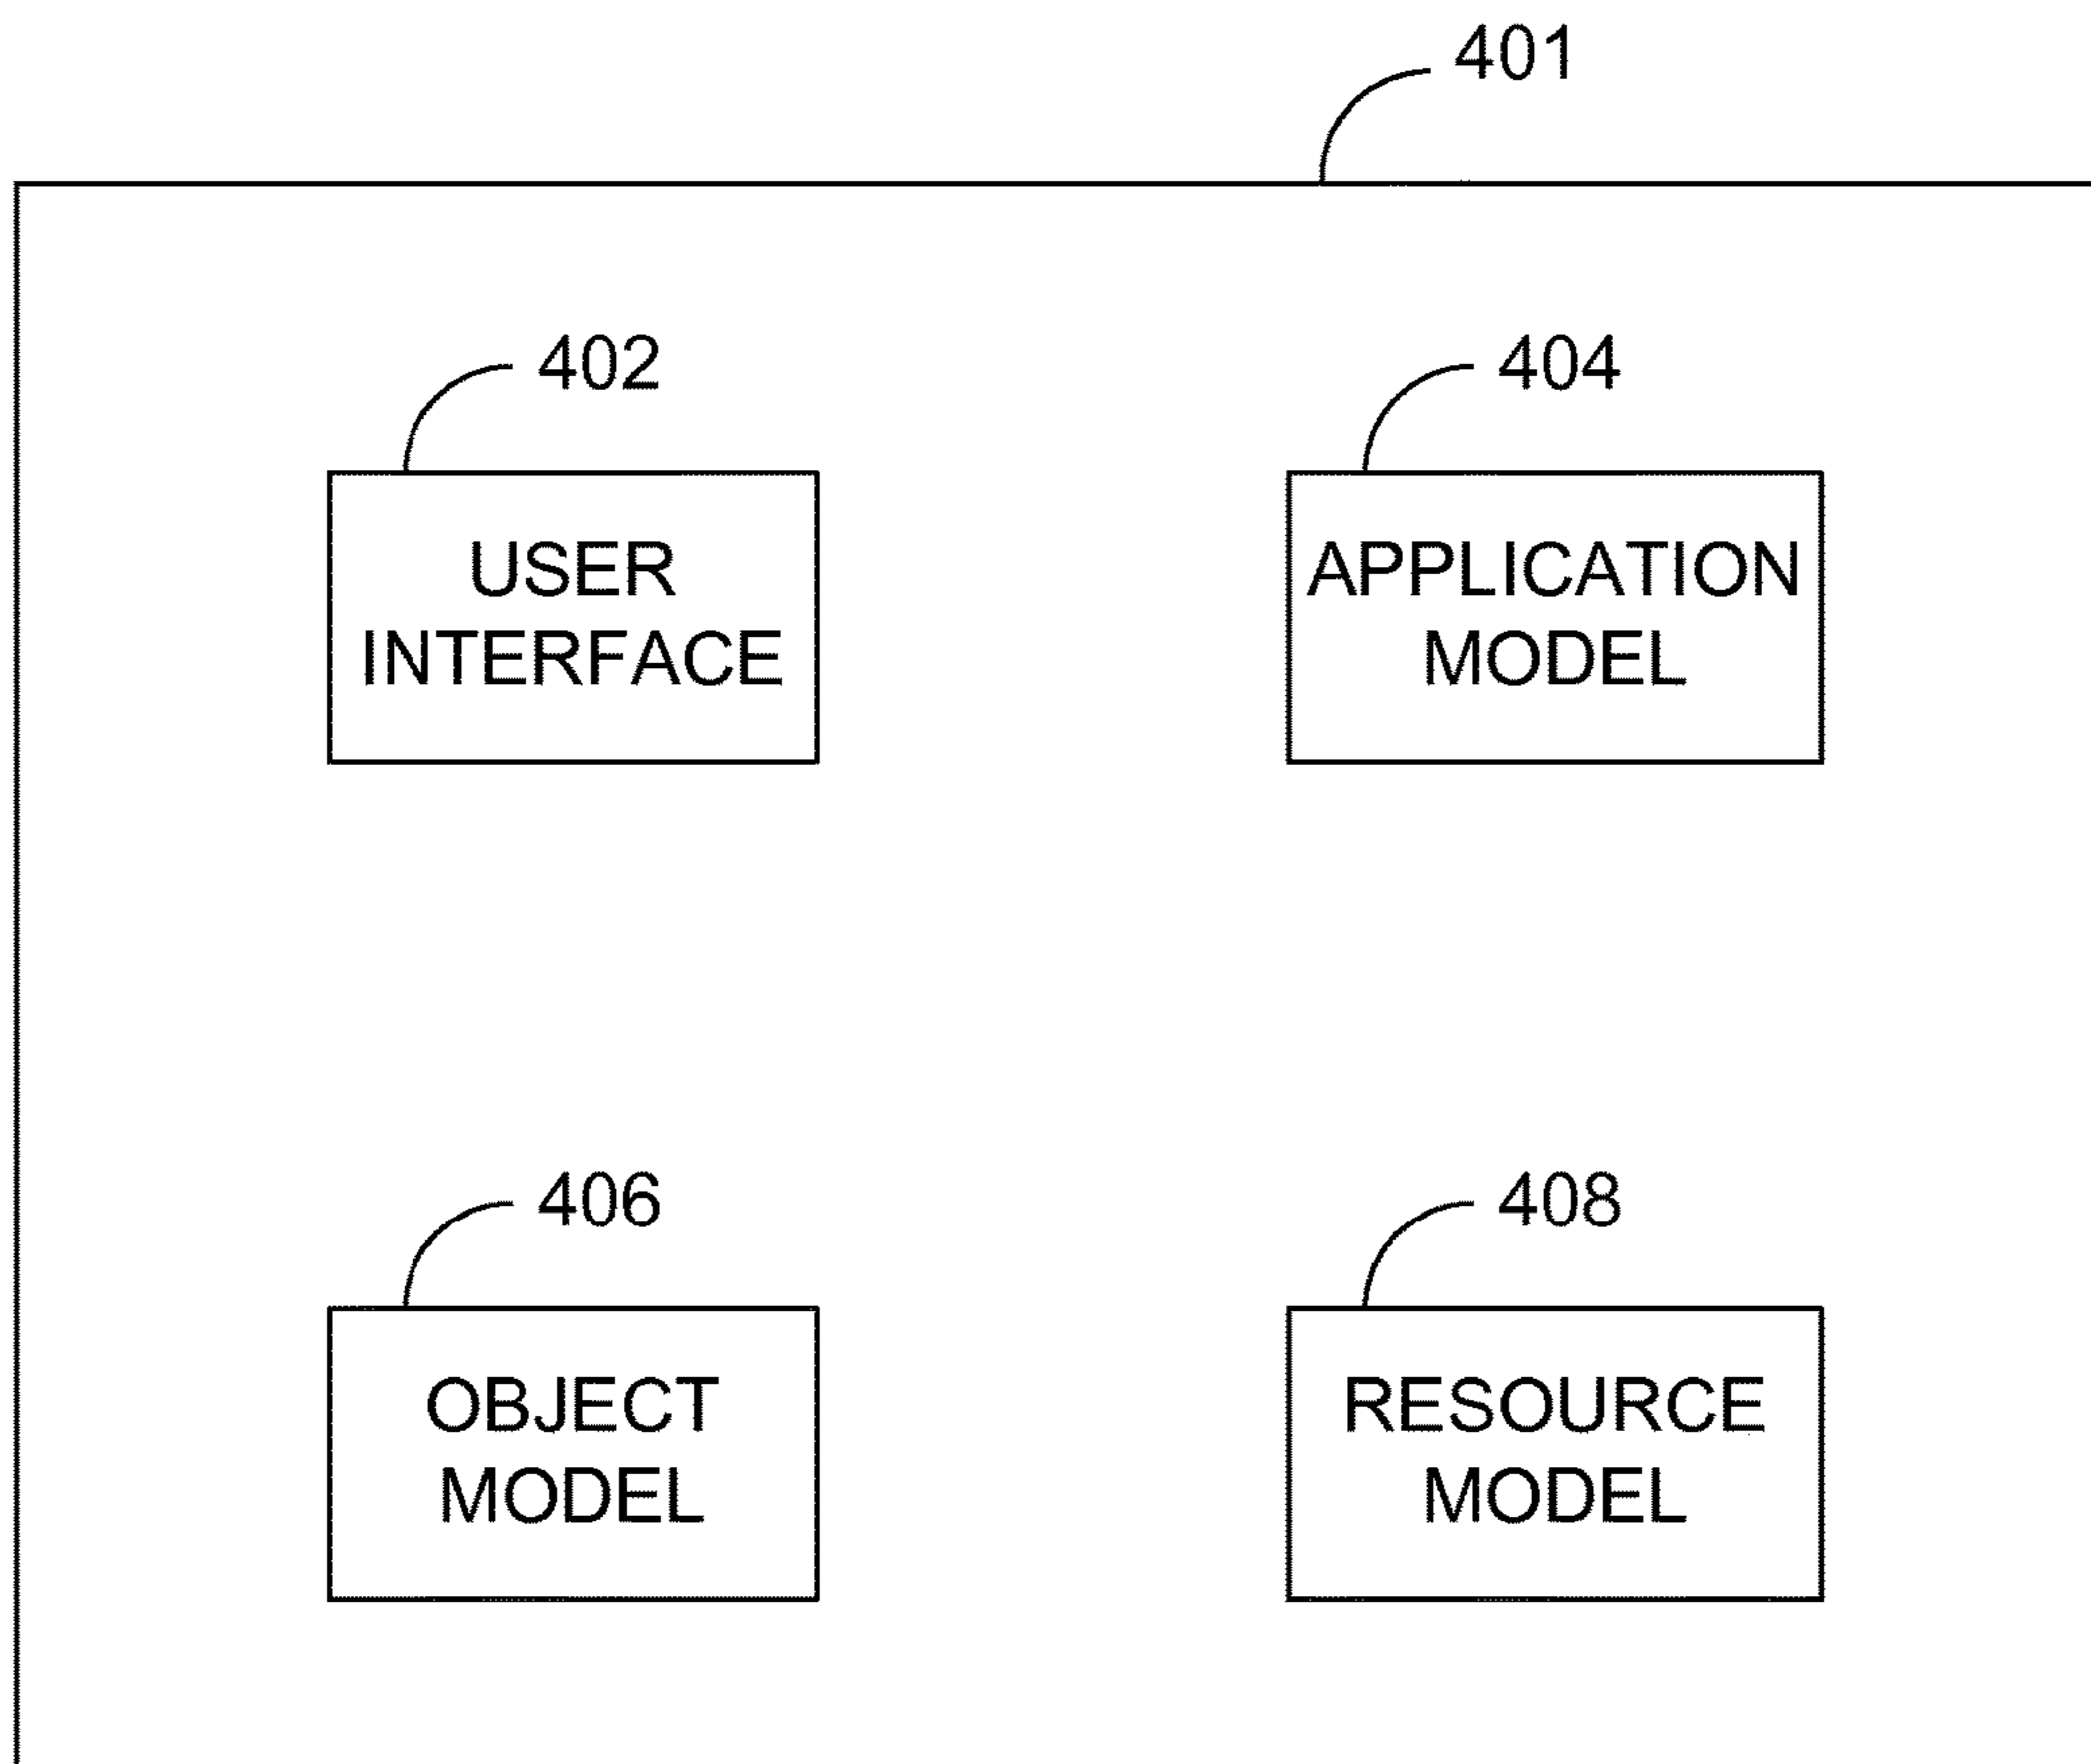 401
402
404
USER
INTERFACE
APPLICATION
MODEL
406
408
OBJECT
MODEL
RESOURCE
MODEL